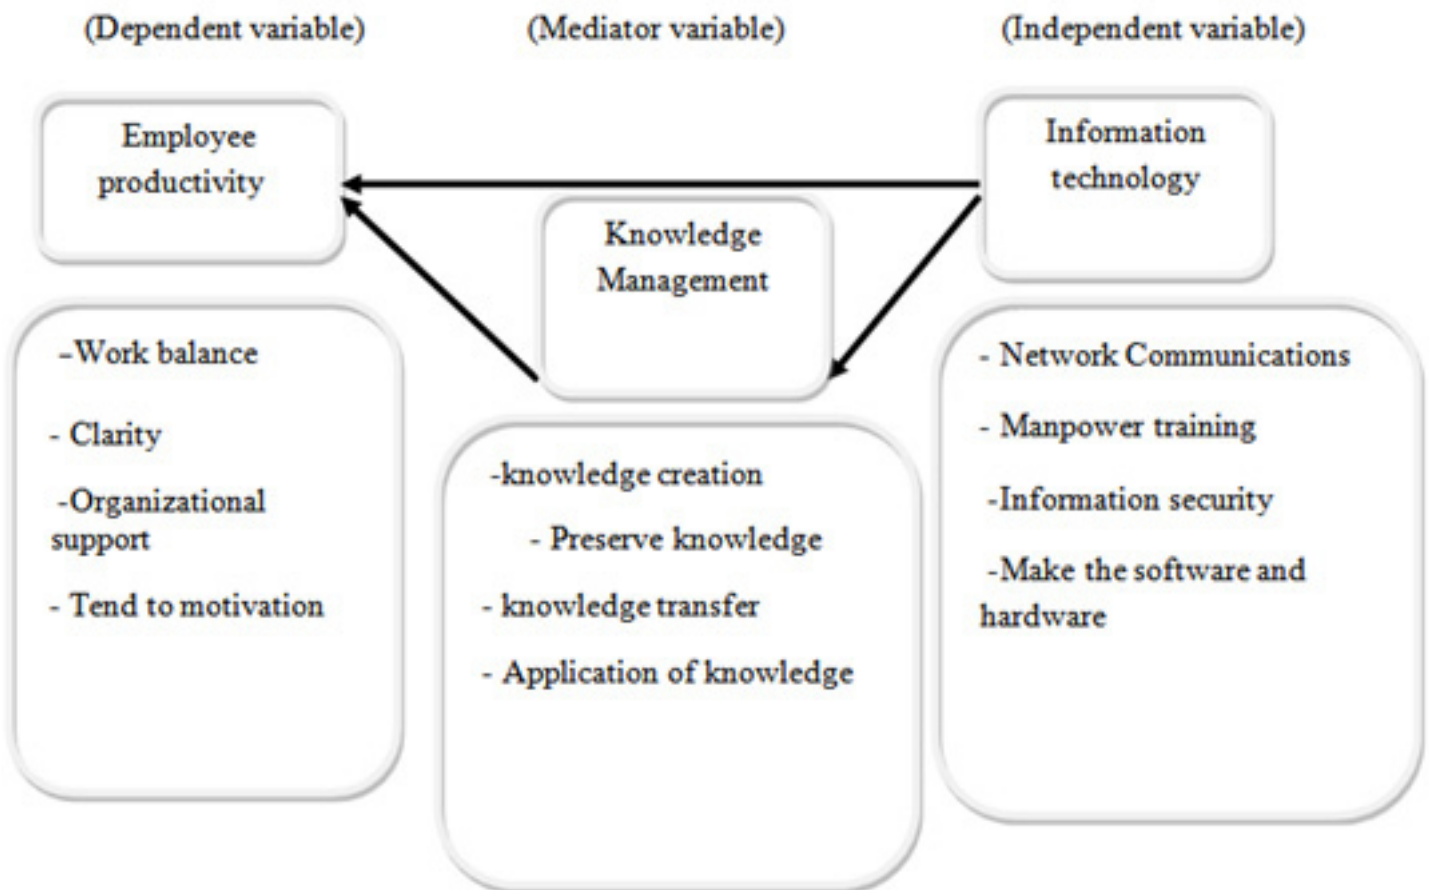 (Dependent variable)
(Mediator variable)
(Independent variable)
Employee
productivity
Knowledge
Management
Information
technology
–Work balance
- Clarity
-Organizational
support
- Tend to motivation
-knowledge creation
- Preserve knowledge
- knowledge transfer
- Application of knowledge
- Network Communications
- Manpower training
-Information security
-Make the software and
hardware